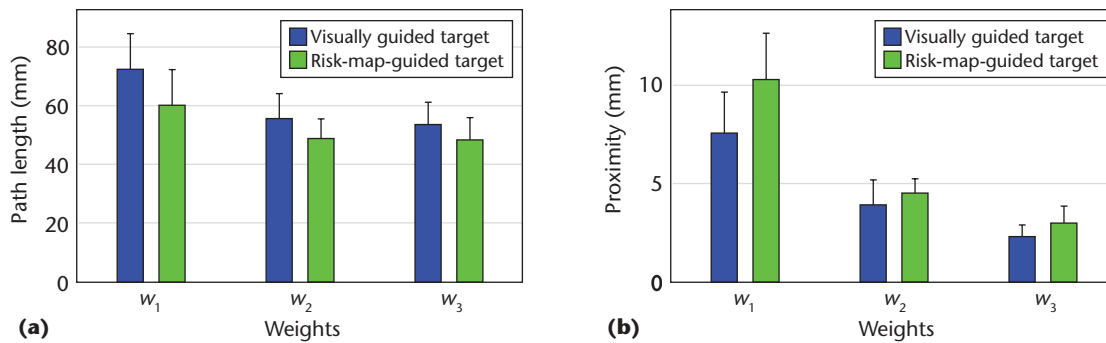 Path length (mm)
80
60
40
20
0
Visually guided target
Risk-map-guided target
w1
w2
w3
Weights
(a)
Proximity (mm)
10
5
0
Visually guided target
Risk-map-guided target
w1
w2
w3
Weights
(b)